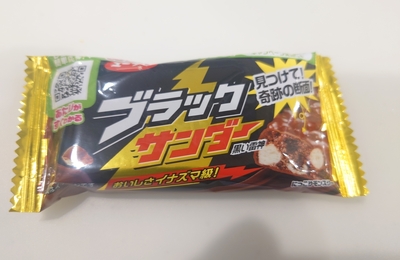 ブラック
サンダー
見つけて!
奇跡の断面!
黒い雷神
おいしさイナズマ級!